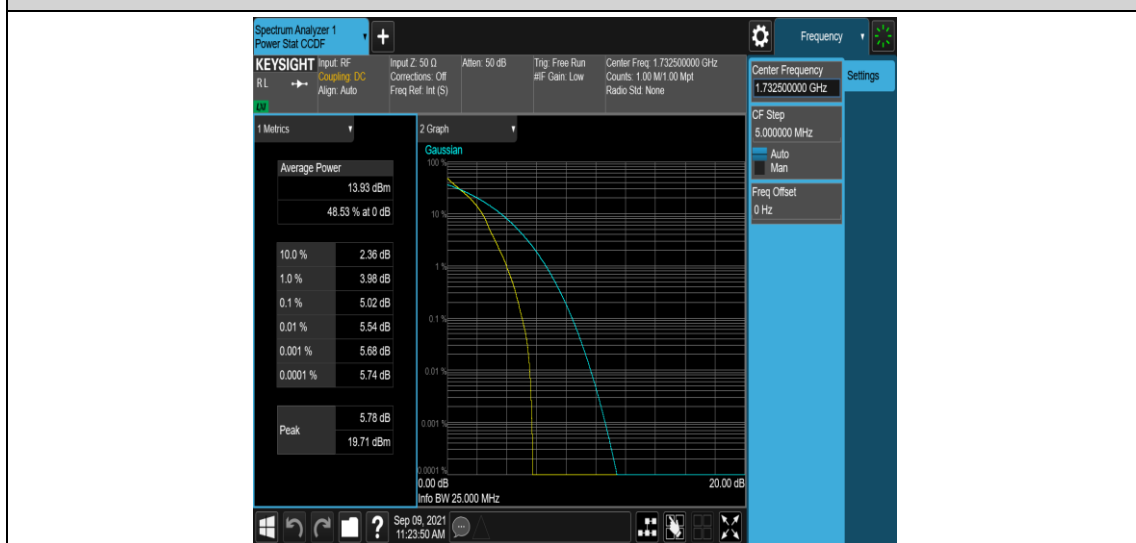 Spectrum Analyzer 1
Power Stat CCDF
+
Frequency
KEYSIGHT
RL
LXI
Input: RF
Coupling: DC
Align: Auto
Input Z: 50 Ω
Corrections: Off
Freq Ref: Int (S)
Atten: 50 dB
Trig: Free Run
#IF Gain: Low
Center Freq: 1.732500000 GHz
Counts: 1.00 M/1.00 Mpt
Radio Std: None
Center Frequency
1.732500000 GHz
Settings
CF Step
5.000000 MHz
Auto
Man
Freq Offset
0 Hz
1 Metrics
Average Power
13.93 dBm
48.53 % at 0 dB
10.0 % 2.36 dB
1.0 % 3.98 dB
0.1 % 5.02 dB
0.01 % 5.54 dB
0.001 % 5.68 dB
0.0001 % 5.74 dB
Peak 5.78 dB
19.71 dBm
2 Graph
Gaussian
100 %
10 %
1 %
0.1 %
0.01 %
0.001 %
0.0001 %
0.00 dB 20.00 dB
Info BW 25.000 MHz
?
Sep 09, 2021
11:23:50 AM